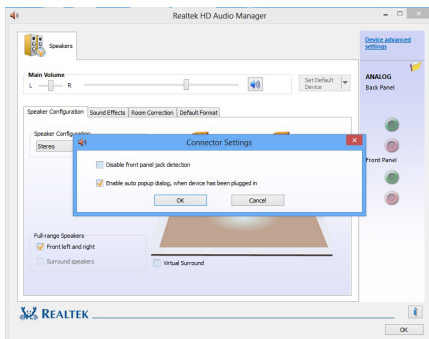 Realtek HD Audio Manager
Speakers
Device advanced
settings
Main Volume
L
R
Set Default
Device
ANALOG
Back Panel
Speaker Configuration
Sound Effects
Room Correction
Default Format
Speaker Configuration
Stereo
Connector Settings
Disable front panel jack detection
Enable auto popup dialog, when device has been plugged in
OK
Cancel
Front Panel
Full-range Speakers
Front left and right
Surround speakers
Virtual Surround
REALTEK
i
OK